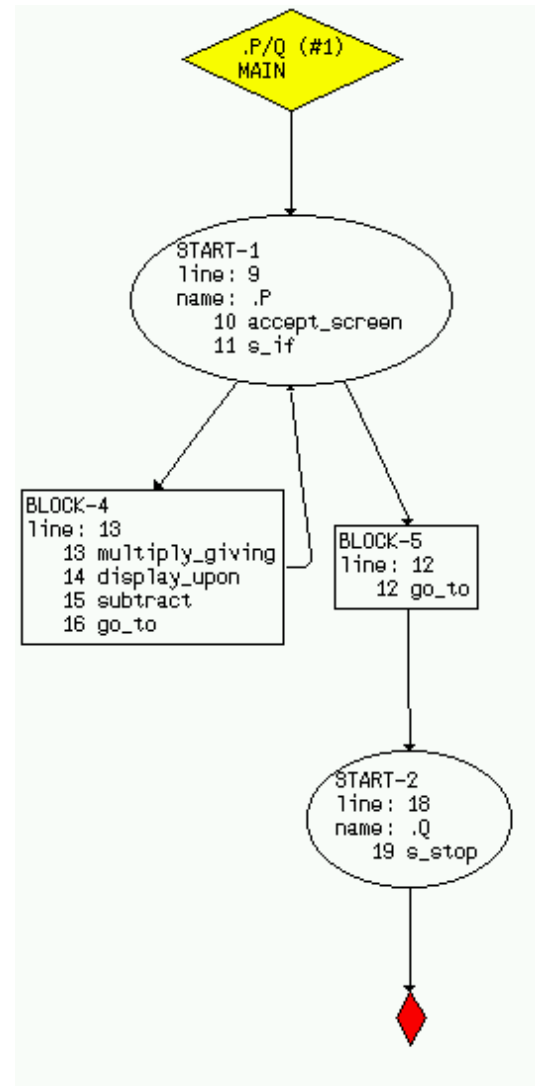 .P/Q (#1)
MAIN
START-1
line: 9
name: .P
10 accept_screen
11 s_if
BLOCK-4
line: 13
13 multiply_giving
14 display_upon
15 subtract
16 go_to
BLOCK-5
line: 12
12 go_to
START-2
line: 18
name: .Q
19 s_stop